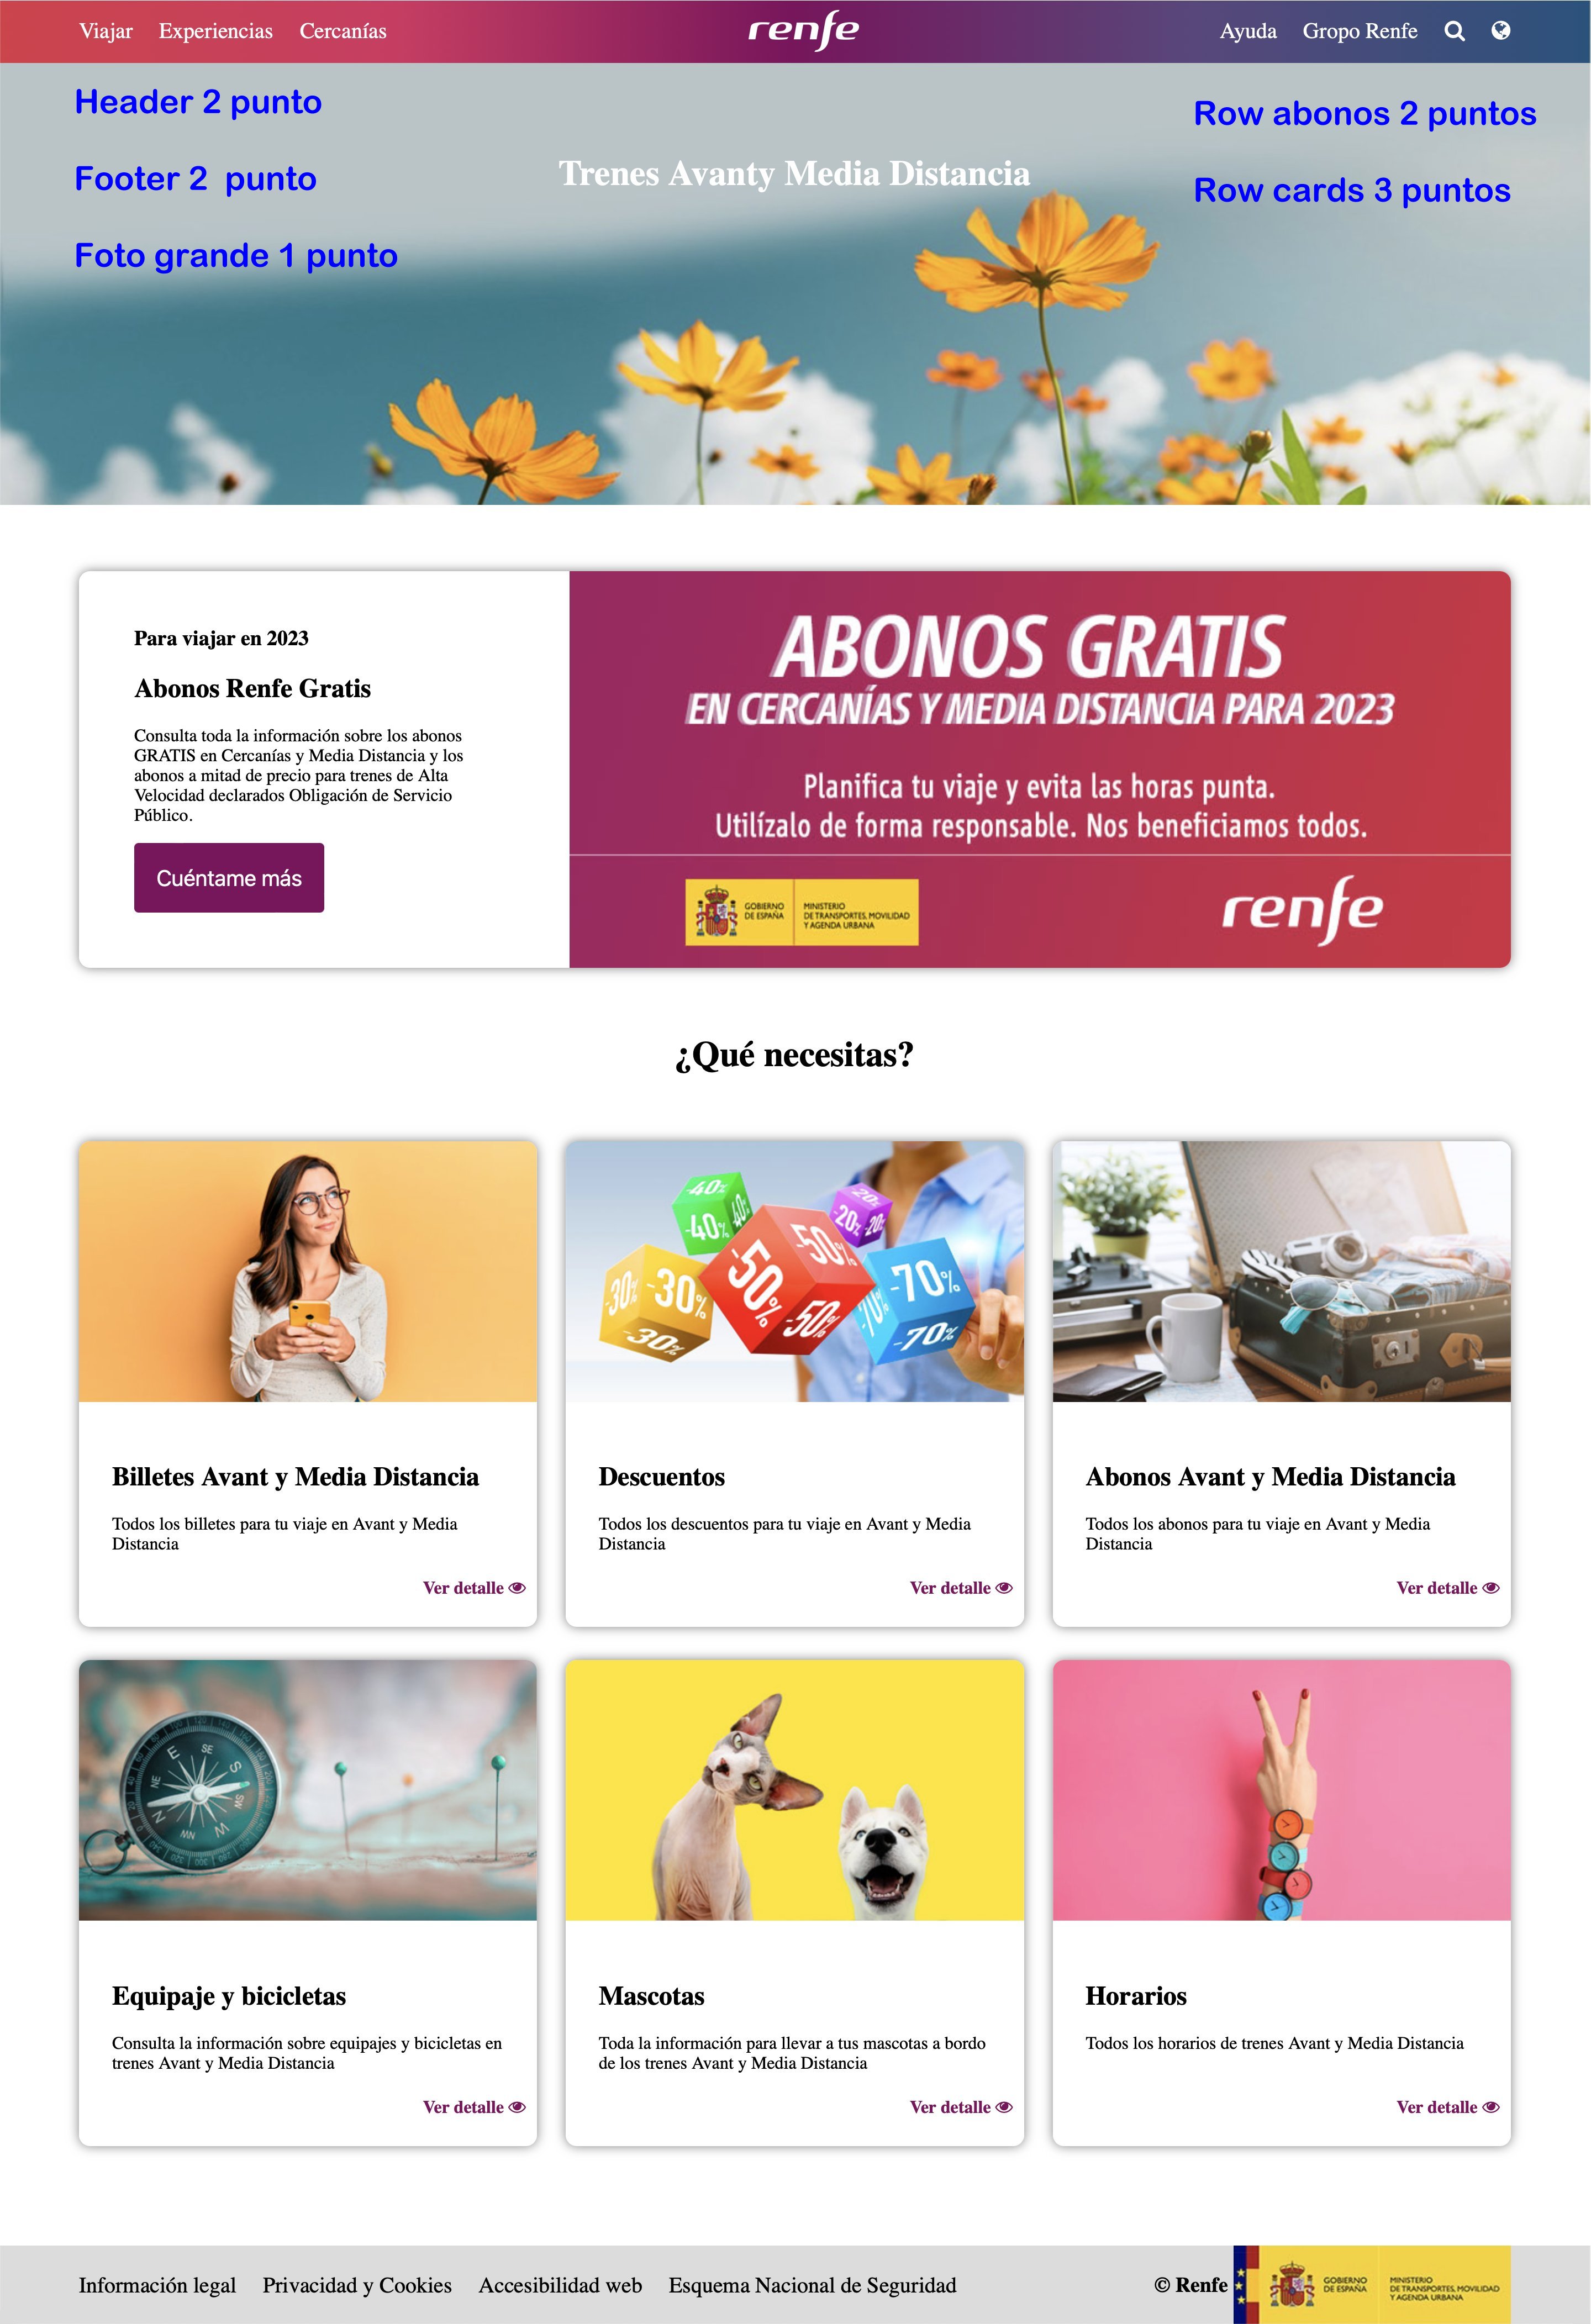 Viajar Experiencias Cercanías renfe Ayuda Gropo Renfe
Header 2 punto
Footer 2 punto
Foto grande 1 punto
Trenes Avanty Media Distancia
Row abonos 2 puntos
Row cards 3 puntos
Para viajar en 2023
Abonos Renfe Gratis
Consulta toda la información sobre los abonos
GRATIS en Cercanías y Media Distancia y los
abonos a mitad de precio para trenes de Alta
Velocidad declarados Obligación de Servicio
Público.
Cuéntame más
ABONOS GRATIS
EN CERCANÍAS Y MEDIA DISTANCIA PARA 2023
Planifica tu viaje y evita las horas punta.
Utilízalo de forma responsable. Nos beneficiamos todos.
GOBIERNO
DE ESPAÑA
MINISTERIO
DE TRANSPORTES, MOVILIDAD
Y AGENDA URBANA
renfe
¿Qué necesitas?
Billetes Avant y Media Distancia
Todos los billetes para tu viaje en Avant y Media
Distancia
Ver detalle
-40%
-40%
40%
20%
-20%
20%
-50%
-50%
-50%
30%
-30%
-30%
-70%
70%
-70%
Descuentos
Todos los descuentos para tu viaje en Avant y Media
Distancia
Ver detalle
Abonos Avant y Media Distancia
Todos los abonos para tu viaje en Avant y Media
Distancia
Ver detalle
E
SE
S
SW
W
NW
N
NE
Equipaje y bicicletas
Consulta la información sobre equipajes y bicicletas en
trenes Avant y Media Distancia
Ver detalle
Mascotas
Toda la información para llevar a tus mascotas a bordo
de los trenes Avant y Media Distancia
Ver detalle
Horarios
Todos los horarios de trenes Avant y Media Distancia
Ver detalle
Información legal Privacidad y Cookies Accesibilidad web Esquema Nacional de Seguridad
© Renfe
GOBIERNO
DE ESPAÑA
MINISTERIO
DE TRANSPORTES, MOVILIDAD
Y AGENDA URBANA